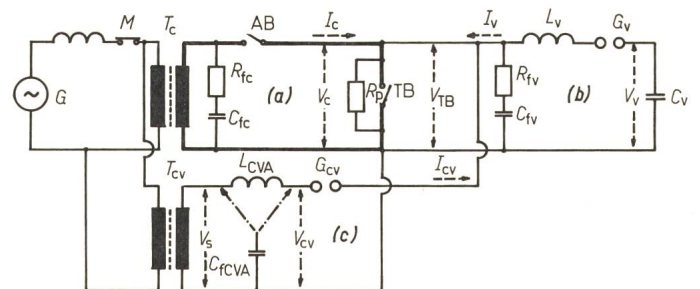 M
T_c
AB
I_c
I_v
L_v
G_v
G
R_fc
C_fc
(a)
V_c
R_p
TB
V_TB
R_fv
C_fv
(b)
V_v
C_v
T_cv
L_CVA
G_cv
I_cv
V_s
C_fCVA
V_cv
(c)